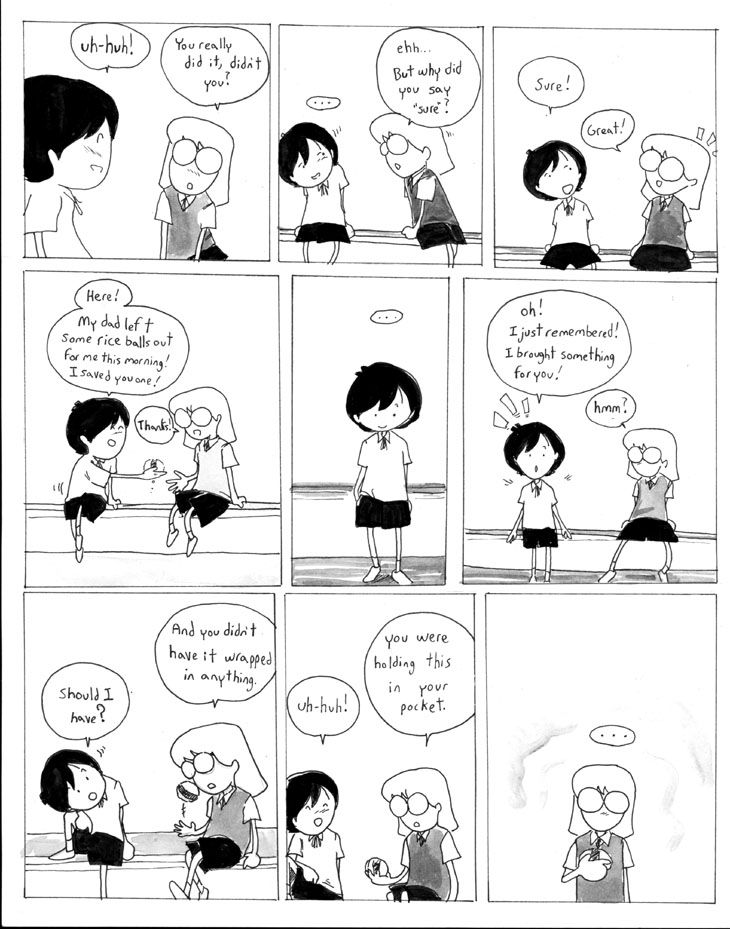 Sure!
Great!
ehh...
But why did
you say
"sure"?
...
You really
did it, didn't
you?
uh-huh!
oh!
I just remembered!
I brought something
for you!
hmm?
...
Here!
My dad left
some rice balls out
for me this morning!
I saved you one!
Thanks!
...
you were
holding this
in your
pocket.
uh-huh!
And you didn't
have it wrapped
in anything.
Should I
have?